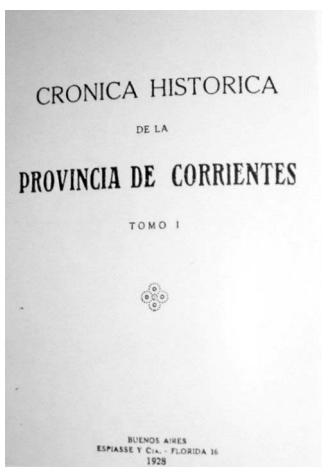 CRONICA HISTORICA
DE LA
PROVINCIA DE CORRIENTES
TOMO I
BUENOS AIRES
ESPIASSE Y CIA. - FLORIDA 16
1928